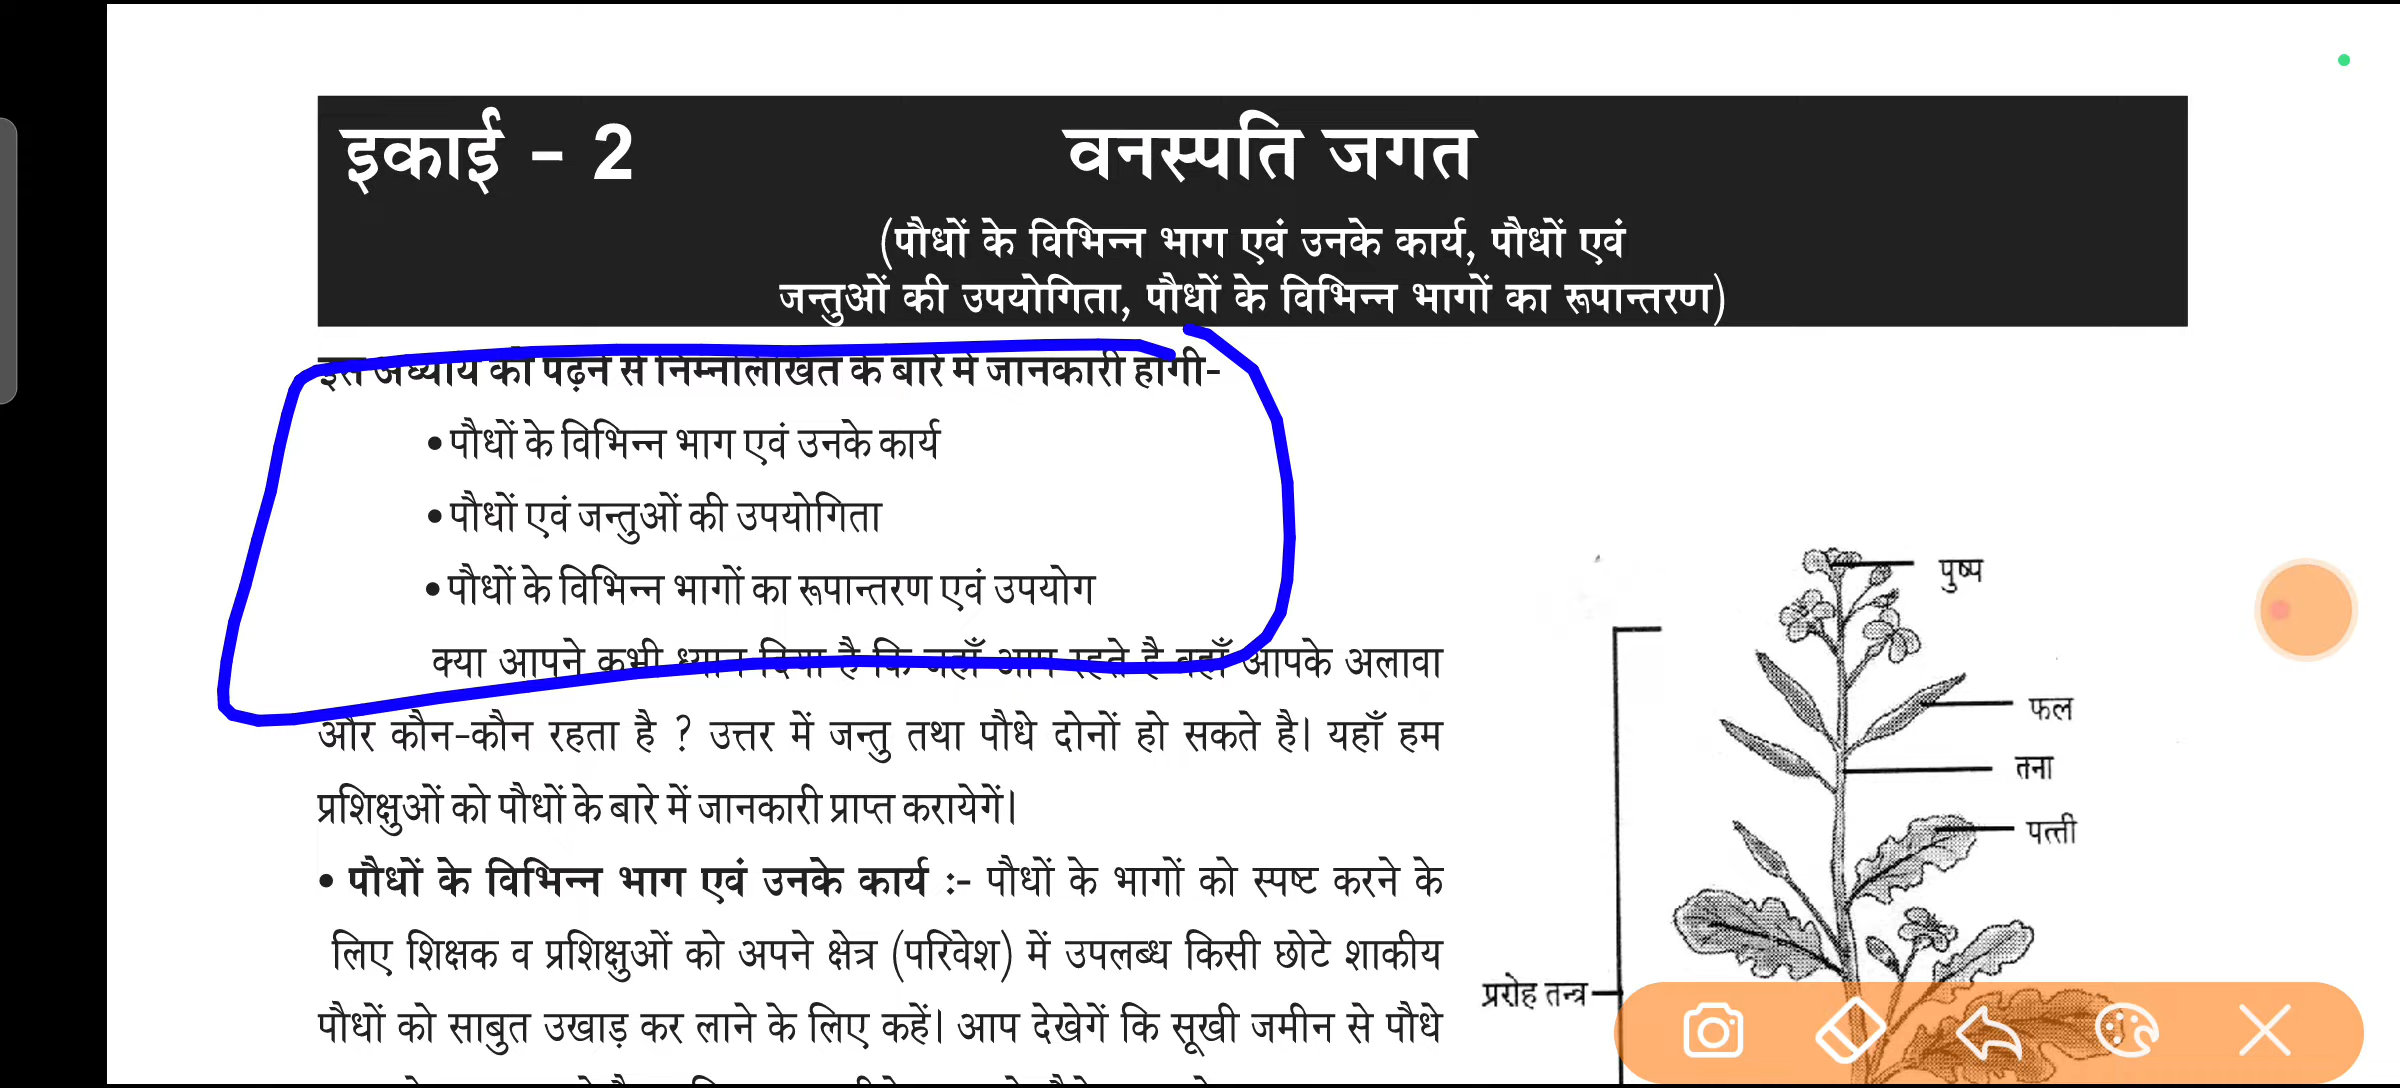 इकाई - 2
वनस्पति जगत
(पौधों के विभिन्न भाग एवं उनके कार्य, पौधों एवं
जन्तुओं की उपयोगिता, पौधों के विभिन्न भागों का रूपान्तरण)
इस अध्याय को पढ़ने से निम्नलिखित के बारे में जानकारी होगी-
• पौधों के विभिन्न भाग एवं उनके कार्य
• पौधों एवं जन्तुओं की उपयोगिता
• पौधों के विभिन्न भागों का रूपान्तरण एवं उपयोग
क्या आपने कभी ध्यान दिया है कि जहाँ आप रहते है वहाँ आपके अलावा
और कौन-कौन रहता है ? उत्तर में जन्तु तथा पौधे दोनों हो सकते है। यहाँ हम
प्रशिक्षुओं को पौधों के बारे में जानकारी प्राप्त करायेगें।
• पौधों के विभिन्न भाग एवं उनके कार्य :- पौधों के भागों को स्पष्ट करने के
लिए शिक्षक व प्रशिक्षुओं को अपने क्षेत्र (परिवेश) में उपलब्ध किसी छोटे शाकीय
पौधों को साबुत उखाड़ कर लाने के लिए कहें। आप देखेगें कि सूखी जमीन से पौधे
पुष्प
फल
तना
पत्ती
प्ररोह तन्त्र